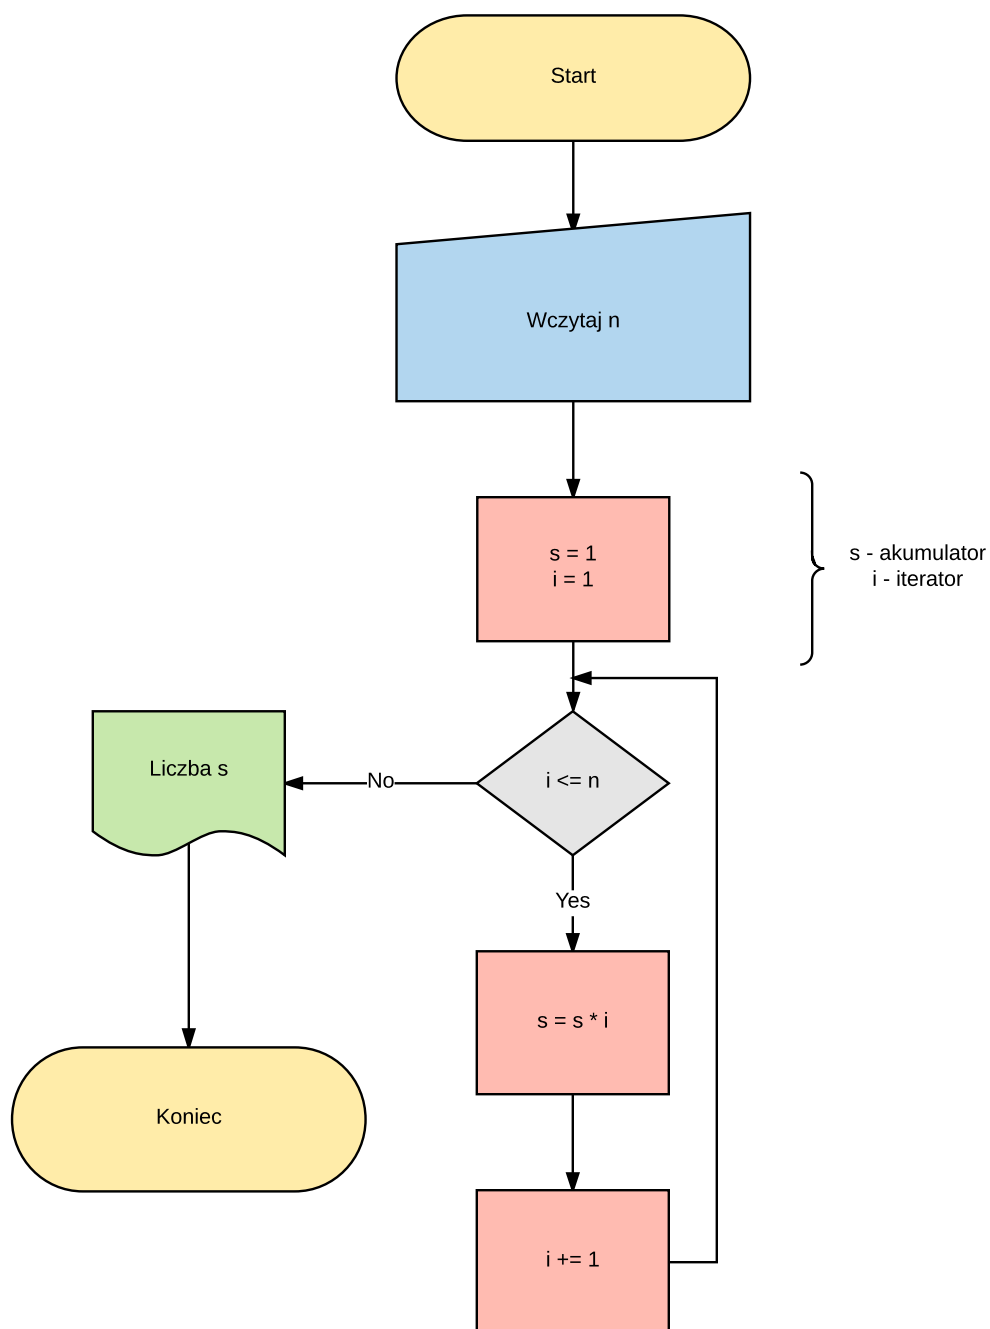 Start
Wczytaj n
s = 1
i = 1
s - akumulator
i - iterator
i <= n
No
Liczba s
Yes
s = s * i
Koniec
i += 1